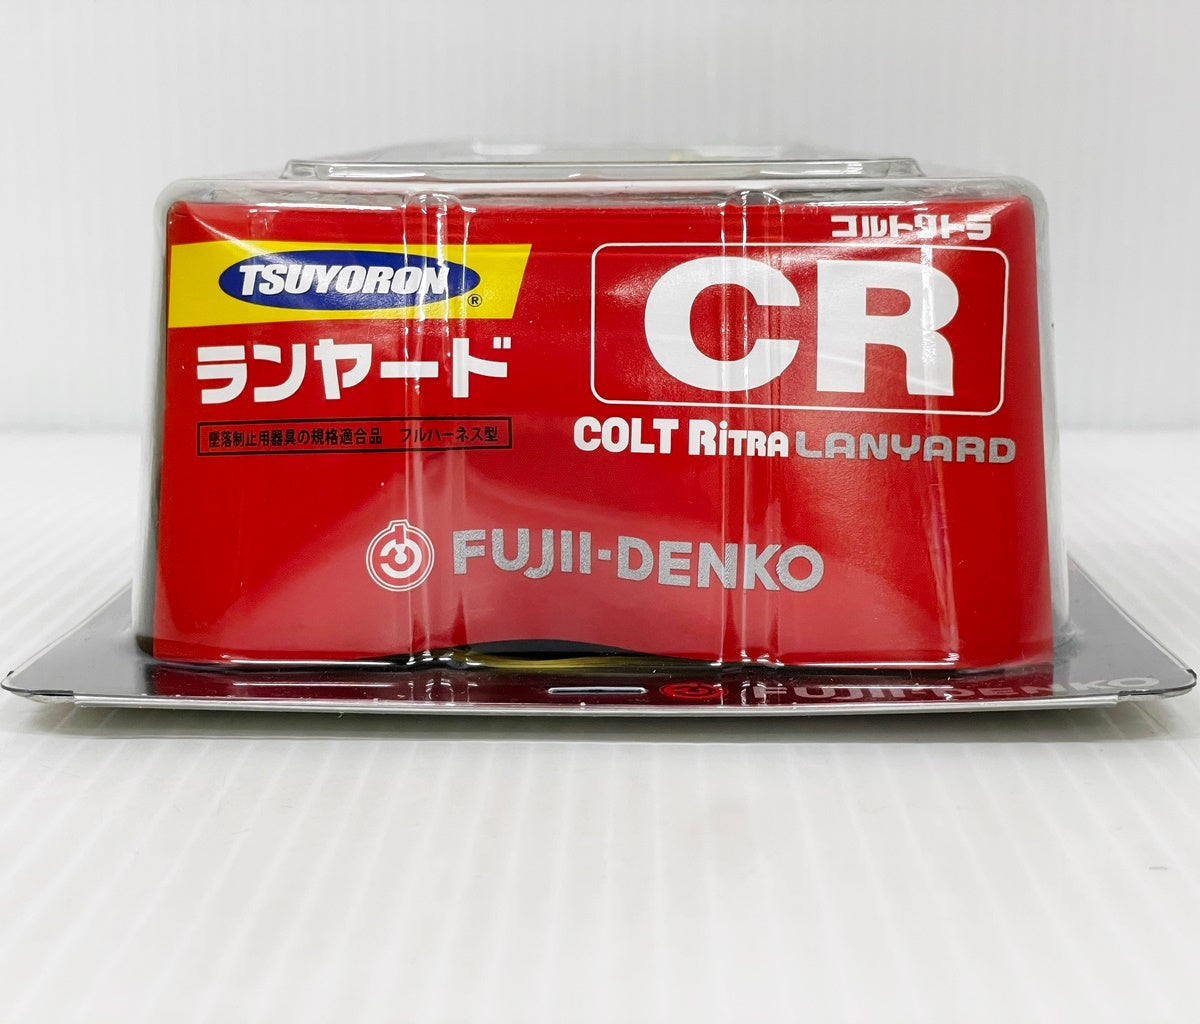 コルトリトラ
TSUYORON®
CR
ランヤード
墜落制止用器具の規格適合品 フルハーネス型
COLT RiTRA LANYARD
FUJII-DENKO
FUJII-DENKO